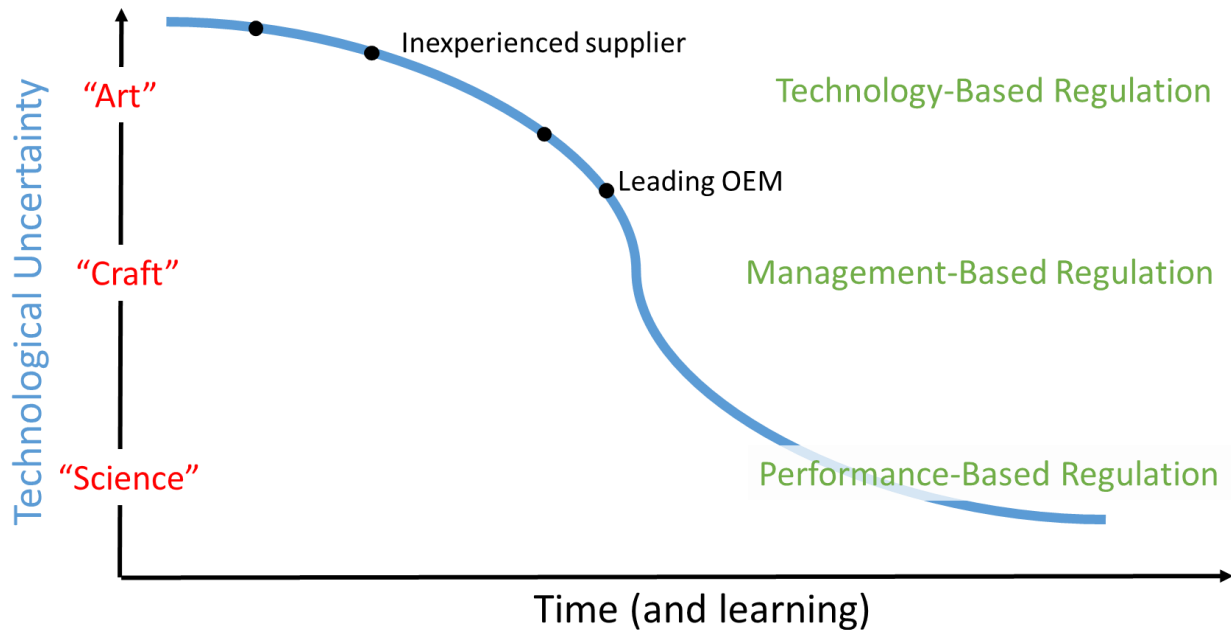 Inexperienced supplier
“Art”
Technology-Based Regulation
Leading OEM
Technological Uncertainty
“Craft”
Management-Based Regulation
“Science”
Performance-Based Regulation
Time (and learning)